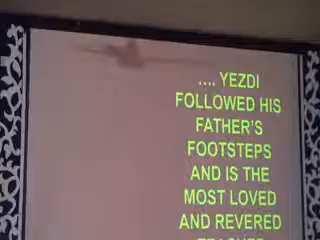 .... YEZDI
FOLLOWED HIS
FATHER'S
FOOTSTEPS
AND IS THE
MOST LOVED
AND REVERED